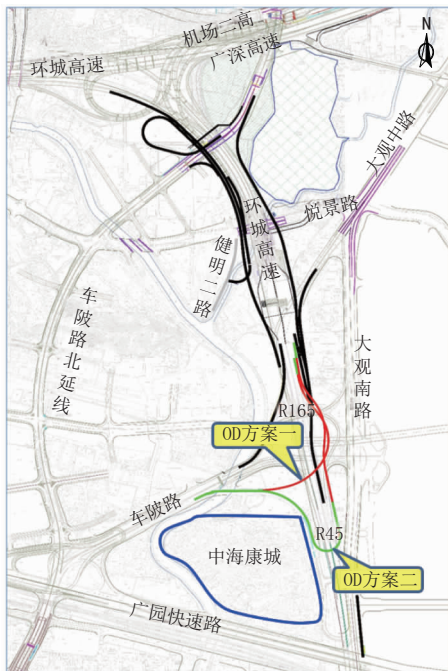 机场二高
广深高速
环城高速
N
大观中路
悦景路
环城高速
健明二路
车陂路北延线
大观南路
R165
OD方案一
车陂路
R45
中海康城
OD方案二
广园快速路